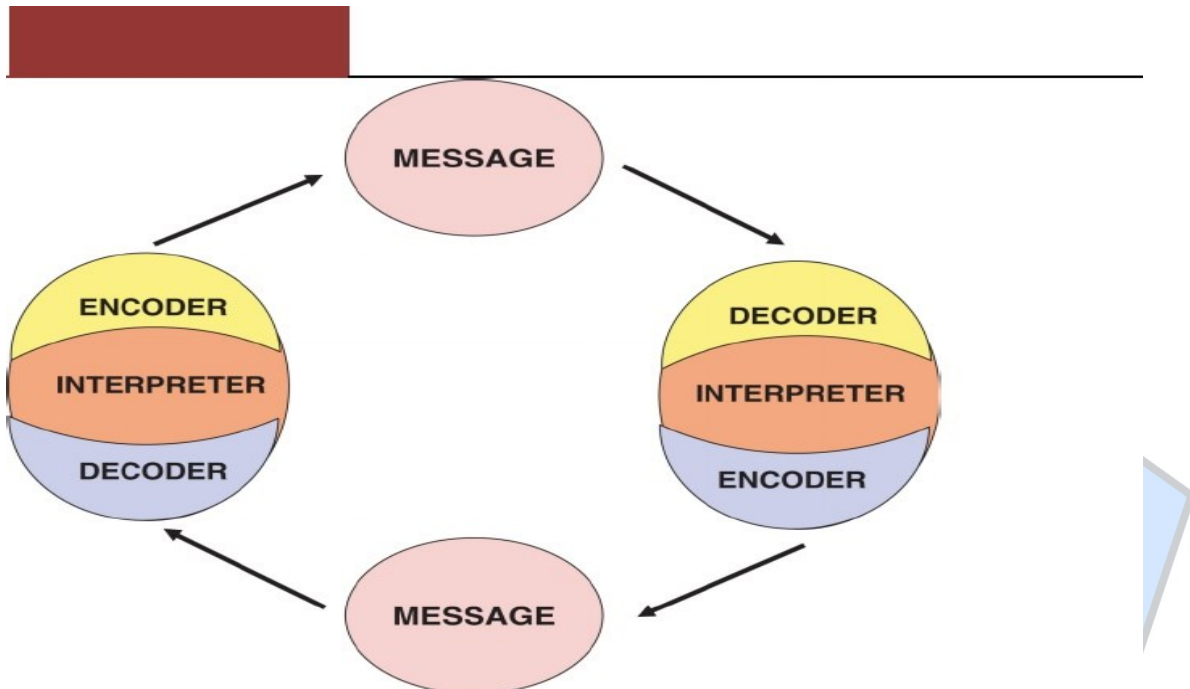 MESSAGE
ENCODER
INTERPRETER
DECODER
DECODER
INTERPRETER
ENCODER
MESSAGE